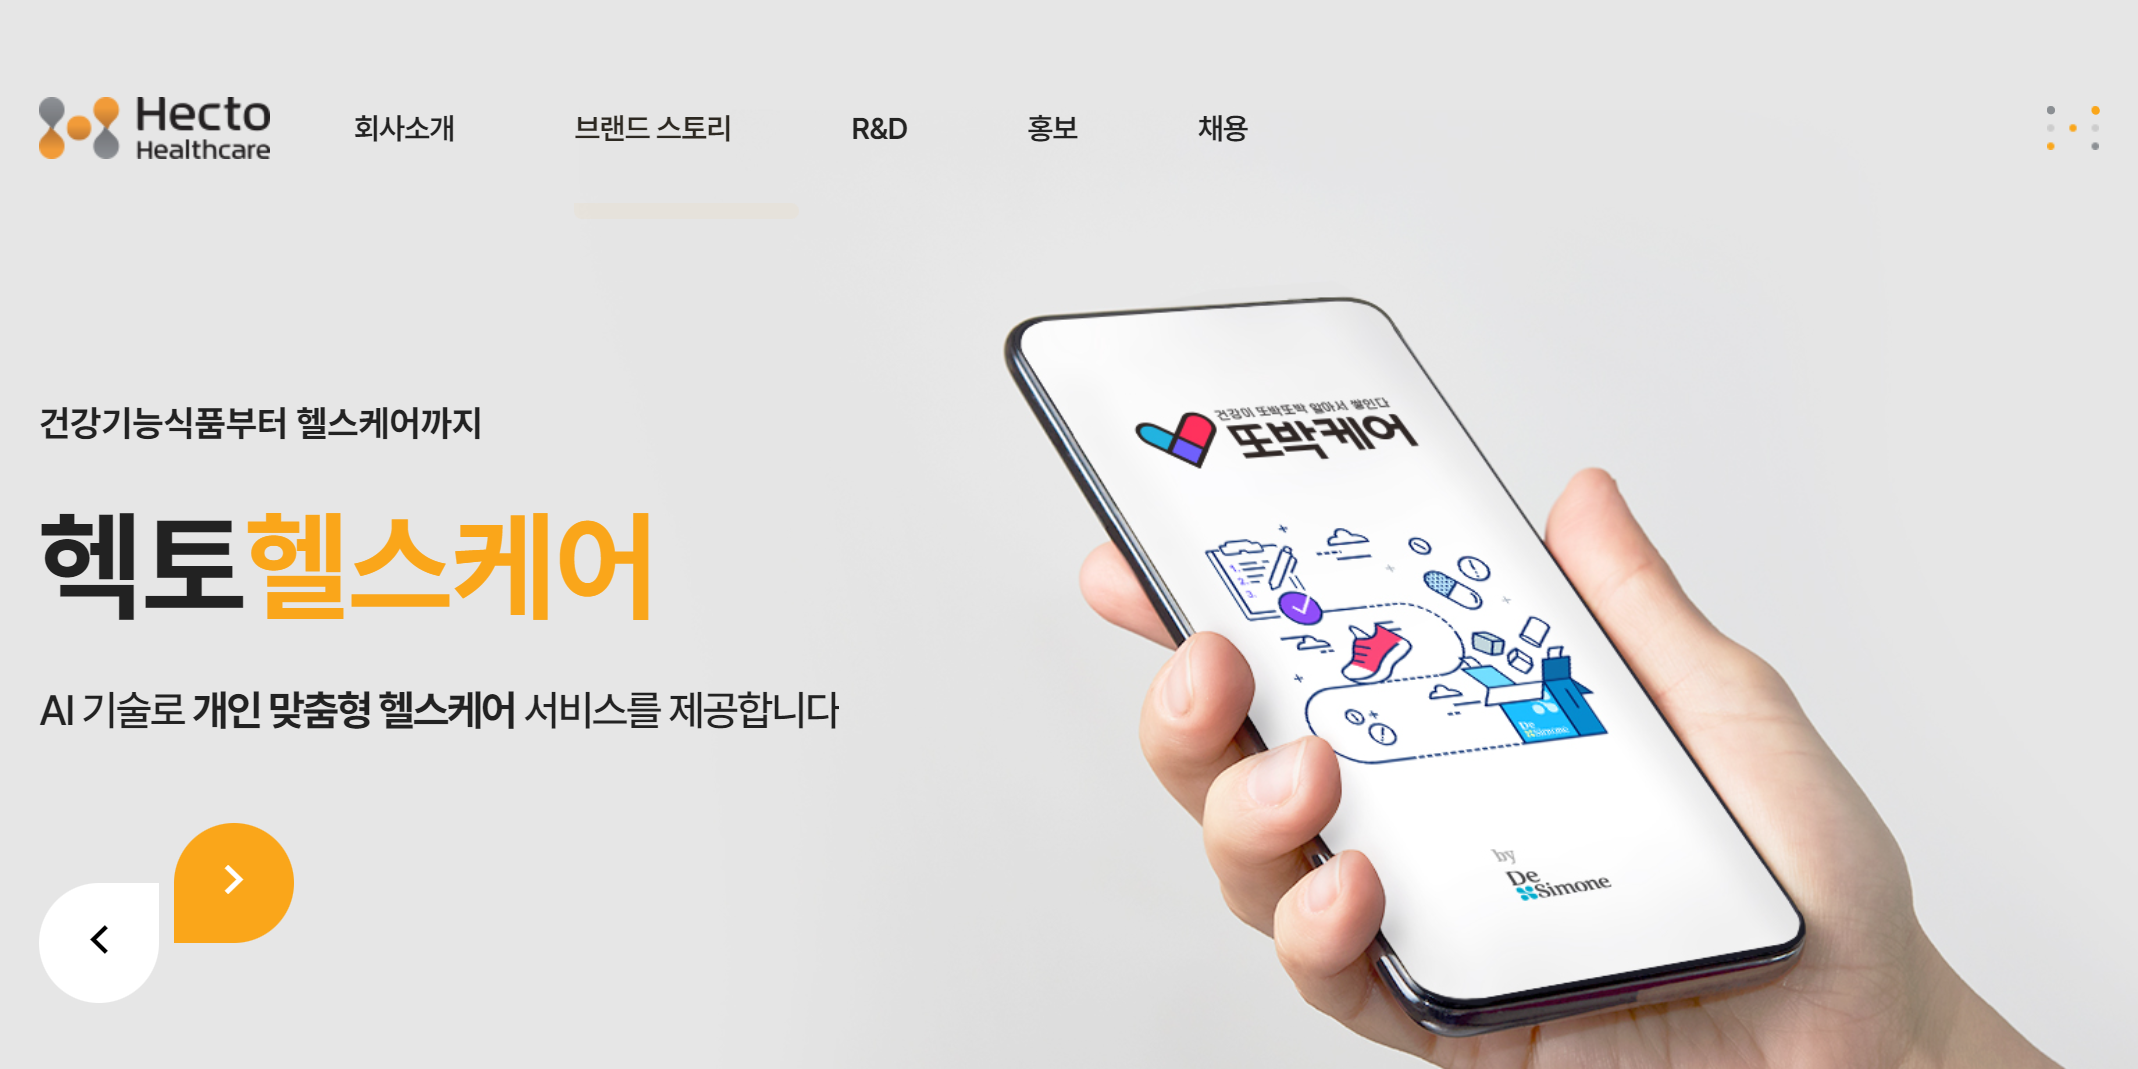 Hecto
Healthcare
회사소개
브랜드 스토리
R&D
홍보
채용
건강기능식품부터 헬스케어까지
헥토헬스케어
AI 기술로 개인 맞춤형 헬스케어 서비스를 제공합니다
건강이 또박또박 알아서 쌓인다
또박케어
1.
2.
3.
De
Simone
by
De
Simone